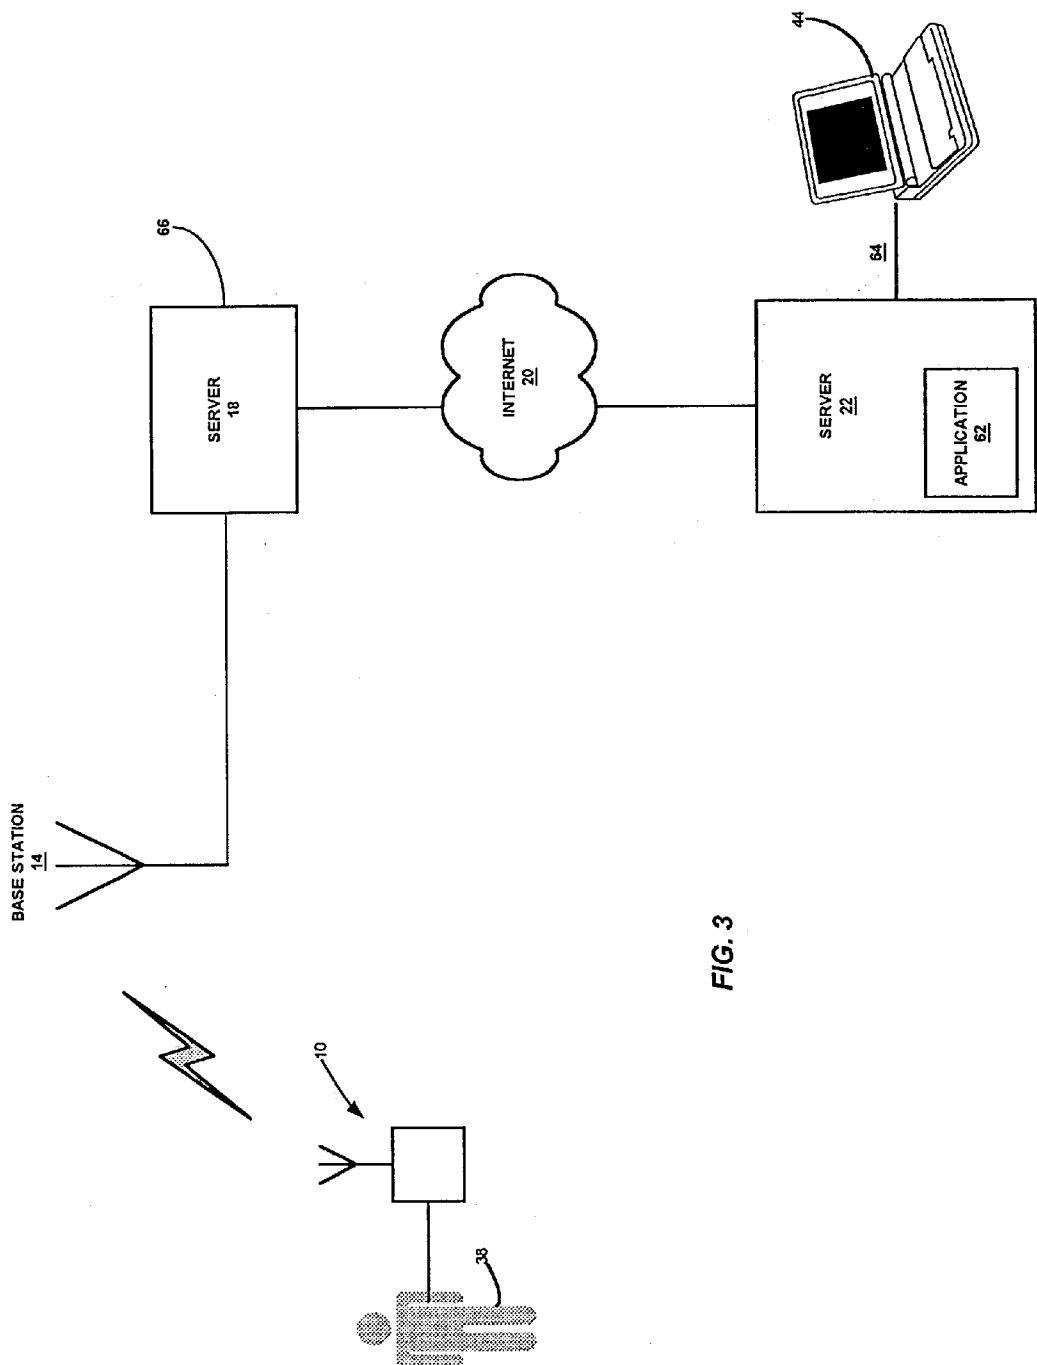 BASE STATION
14
66
SERVER
18
INTERNET
20
44
64
SERVER
22
APPLICATION
62
10
38
FIG. 3